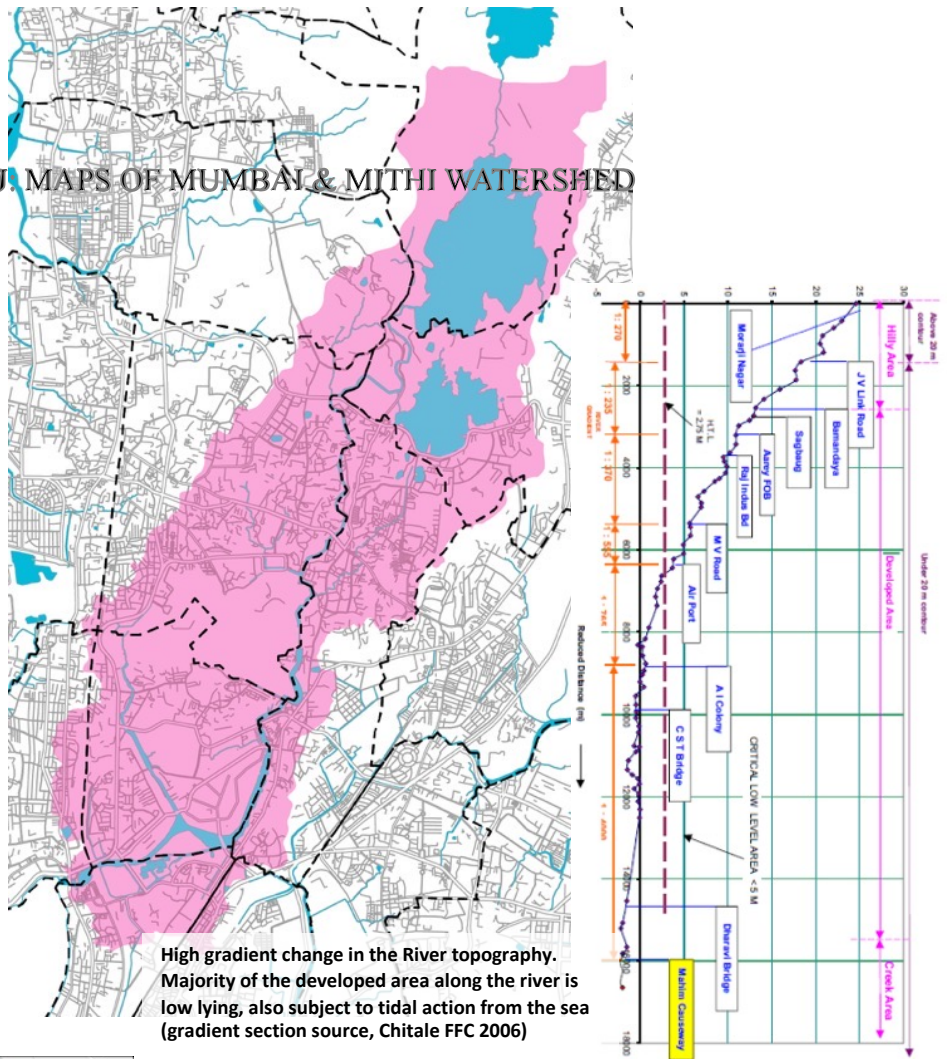 J. MAPS OF MUMBAI & MITHI WATERSHED
High gradient change in the River topography.
Majority of the developed area along the river is
low lying, also subject to tidal action from the sea
(gradient section source, Chitale FFC 2006)
-5
0
5
10
15
20
25
30
Above 20 m
contour
Under 20 m contour
Hilly Area
Developed Area
Creek Area
JV Link Road
Bamandaya
Morarji Nagar
Sagbaug
Aarey FOB
Raj Indus Bd
M V Road
Air Port
A I Colony
C S T Bridge
Dharavi Bridge
Mahim Causeway
CRITICAL LOW LEVEL AREA < 5 M
H.T.L.
= 2.75 M
1 : 270
1 : 235
RIVER
GRADIENT
1 : 370
1 : 555
2000
4000
6000
8000
10000
12000
14000
18000
Reduced Distance (m)